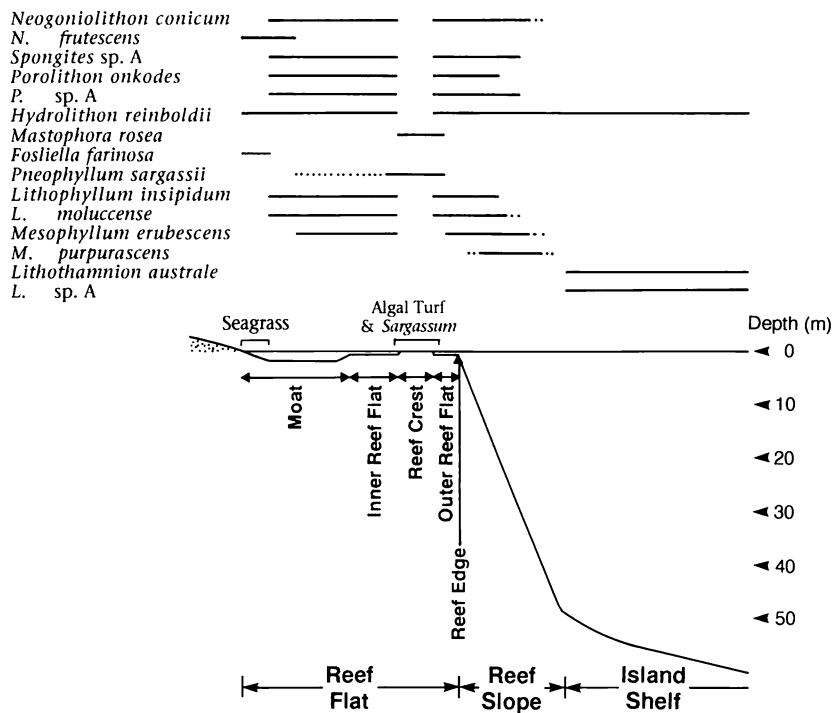 Neogoniolithon conicum
N. frutescens
Spongites sp. A
Porolithon onkodes
P. sp. A
Hydrolithon reinboldii
Mastophora rosea
Fosliella farinosa
Pneophyllum sargassii
Lithophyllum insipidum
L. moluccense
Mesophyllum erubescens
M. purpurascens
Lithothamnion australe
L. sp. A
Seagrass
Algal Turf
& Sargassum
Depth (m)
0
10
20
30
40
50
Moat
Inner Reef Flat
Reef Crest
Outer Reef Flat
Reef Edge
Reef
Flat
Reef
Slope
Island
Shelf